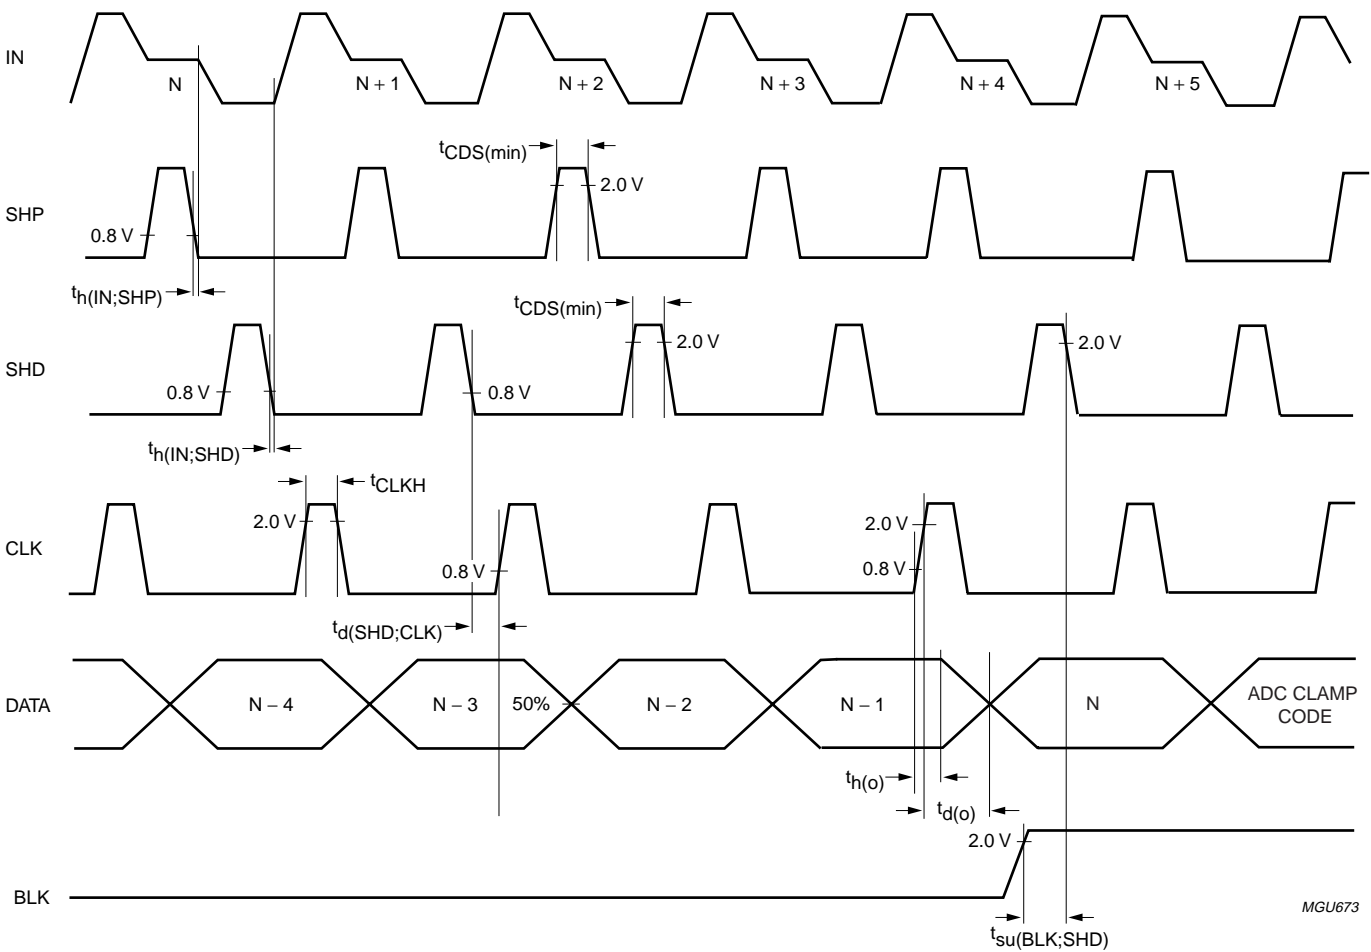 IN
N
N + 1
N + 2
N + 3
N + 4
N + 5
tCDS(min)
2.0 V
SHP
0.8 V
th(IN;SHP)
tCDS(min)
2.0 V
2.0 V
SHD
0.8 V
0.8 V
th(IN;SHD)
tCLKH
2.0 V
2.0 V
CLK
0.8 V
0.8 V
td(SHD;CLK)
DATA
N − 4
N − 3
50%
N − 2
N − 1
N
ADC CLAMP
CODE
th(o)
td(o)
2.0 V
BLK
MGU673
tsu(BLK;SHD)